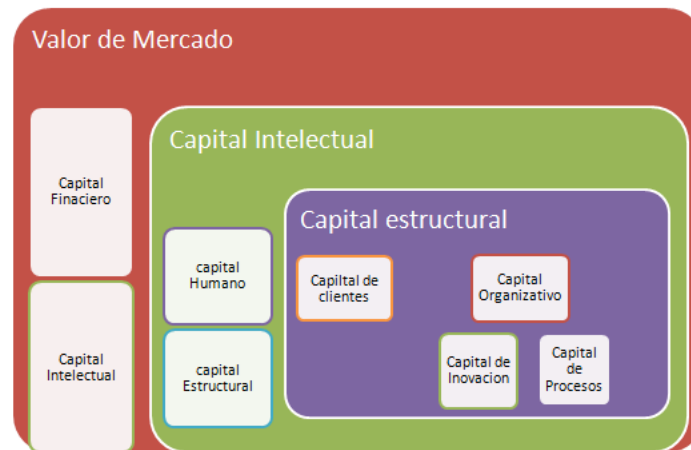 Valor de Mercado
Capital
Finaciero
Capital
Intelectual
Capital Intelectual
capital
Humano
capital
Estructural
Capital estructural
Capiltal de
clientes
Capital
Organizativo
Capital de
Inovacion
Capital
de
Procesos